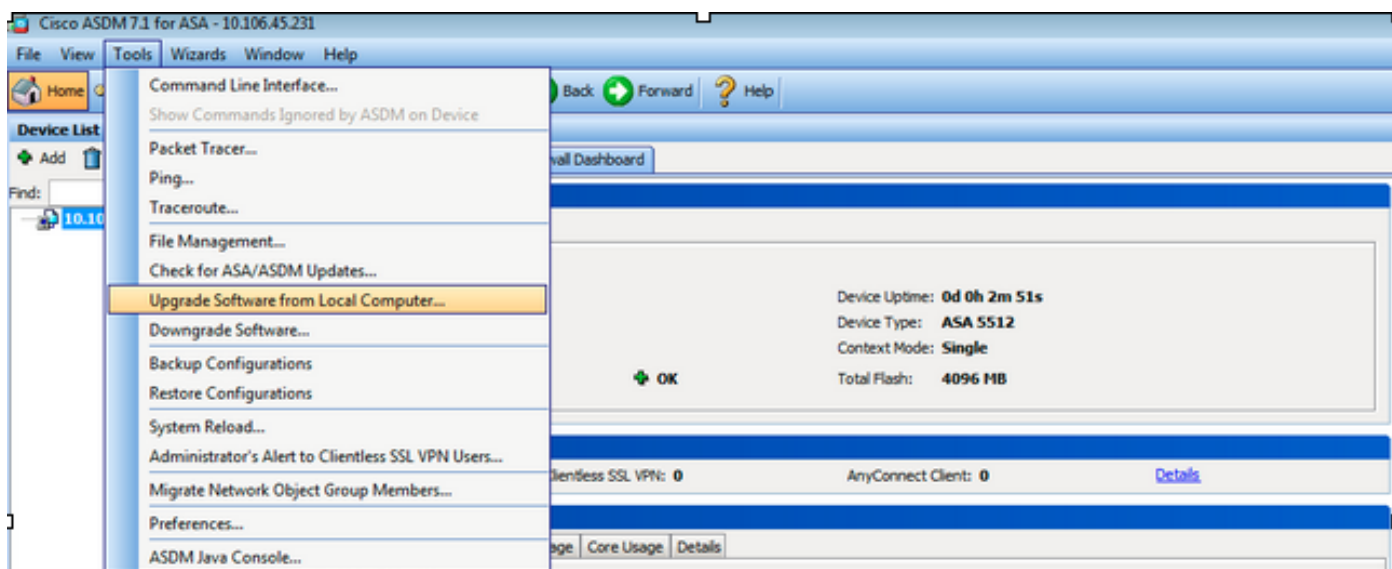 Cisco ASDM 7.1 for ASA - 10.106.45.231
File View Tools Wizards Window Help
Home Back Forward Help
Command Line Interface...
Show Commands Ignored by ASDM on Device
Device List
Add
Packet Tracer...
Dashboard
Ping...
Find:
Traceroute...
10.10
File Management...
Check for ASA/ASDM Updates...
Upgrade Software from Local Computer...
Device Uptime: 0d 0h 2m 51s
Downgrade Software...
Device Type: ASA 5512
Context Mode: Single
Backup Configurations
OK
Total Flash: 4096 MB
Restore Configurations
System Reload...
Administrator's Alert to Clientless SSL VPN Users...
SSL VPN: 0 AnyConnect Client: 0 Details
Migrate Network Object Group Members...
Preferences...
Core Usage Details
ASDM Java Console...